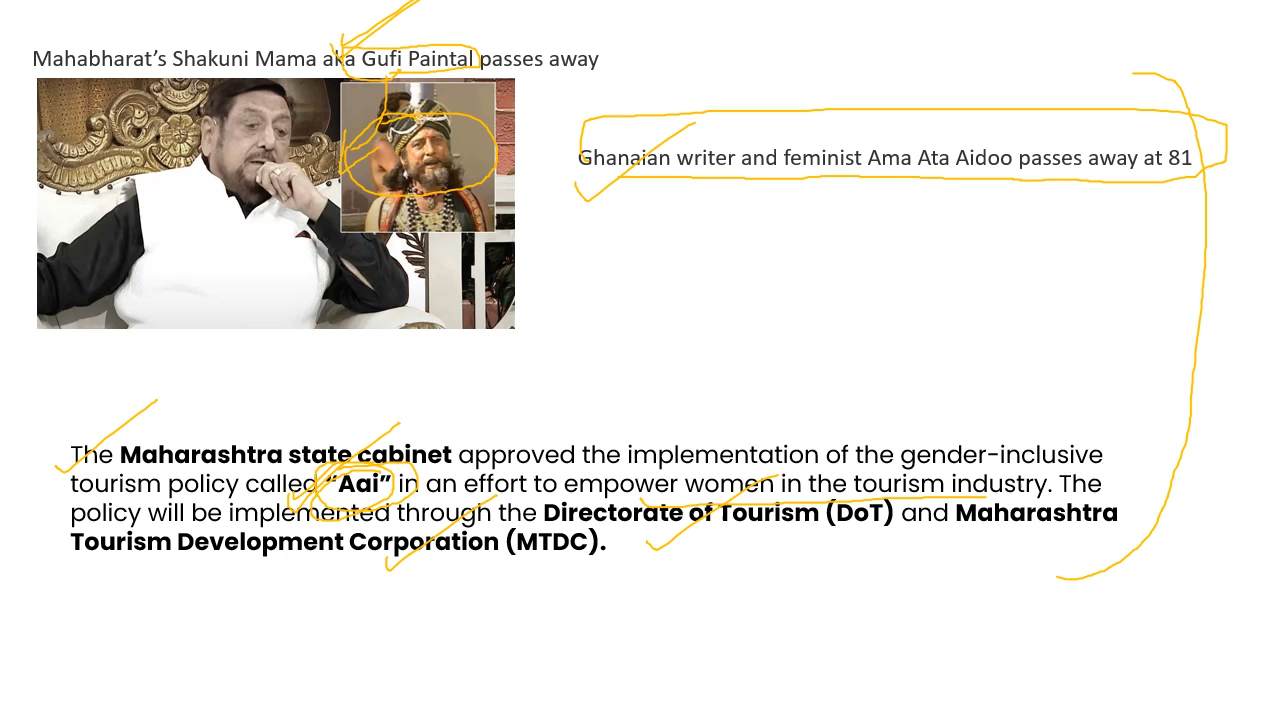 Mahabharat’s Shakuni Mama aka Gufi Paintal passes away
Ghanaian writer and feminist Ama Ata Aidoo passes away at 81
The Maharashtra state cabinet approved the implementation of the gender-inclusive
tourism policy called “Aai” in an effort to empower women in the tourism industry. The
policy will be implemented through the Directorate of Tourism (DoT) and Maharashtra
Tourism Development Corporation (MTDC).